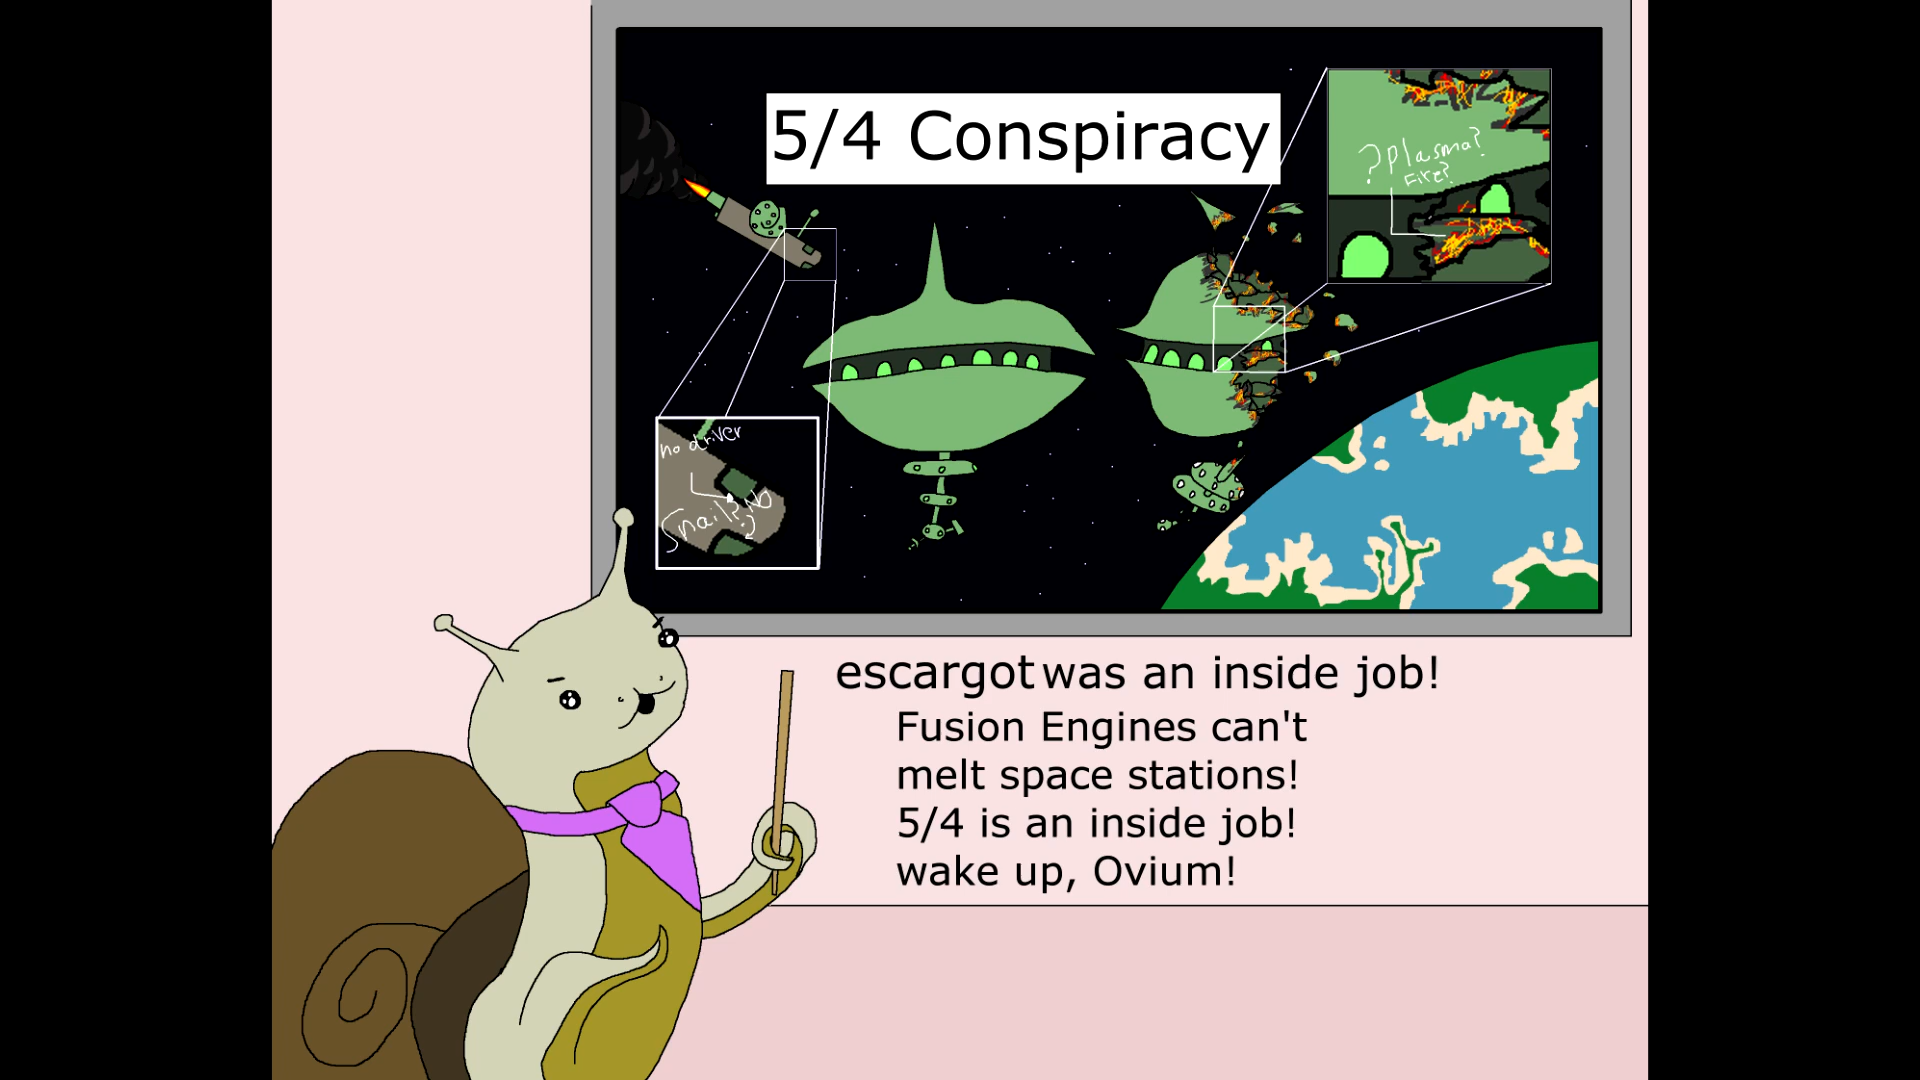 5/4 Conspiracy
?plasma?
Fire?
no driver
Snail? No
?
escargot was an inside job!
Fusion Engines can't
melt space stations!
5/4 is an inside job!
wake up, Ovium!